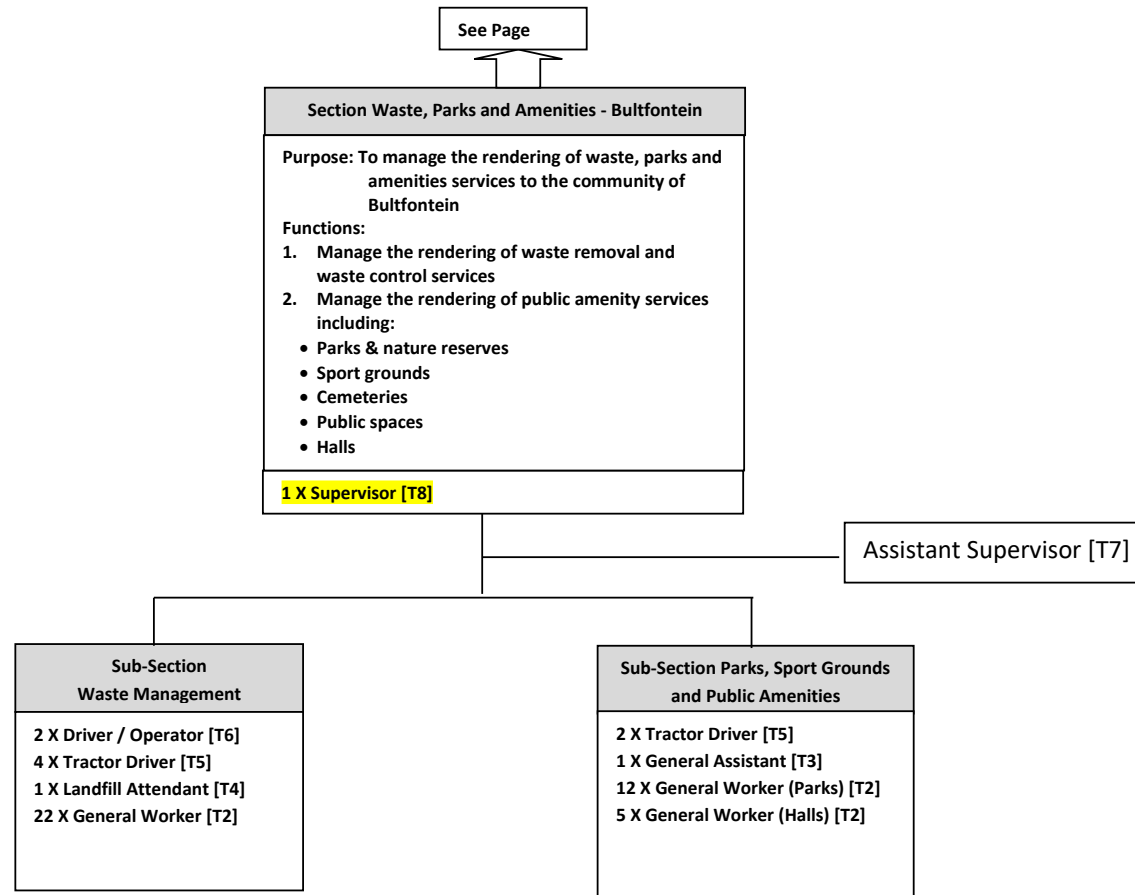 See Page
Section Waste, Parks and Amenities - Bultfontein
Purpose: To manage the rendering of waste, parks and
amenities services to the community of
Bultfontein
Functions:
1. Manage the rendering of waste removal and
waste control services
2. Manage the rendering of public amenity services
including:
• Parks & nature reserves
• Sport grounds
• Cemeteries
• Public spaces
• Halls
1 X Supervisor [T8]
Assistant Supervisor [T7]
Sub-Section
Waste Management
2 X Driver / Operator [T6]
4 X Tractor Driver [T5]
1 X Landfill Attendant [T4]
22 X General Worker [T2]
Sub-Section Parks, Sport Grounds
and Public Amenities
2 X Tractor Driver [T5]
1 X General Assistant [T3]
12 X General Worker (Parks) [T2]
5 X General Worker (Halls) [T2]